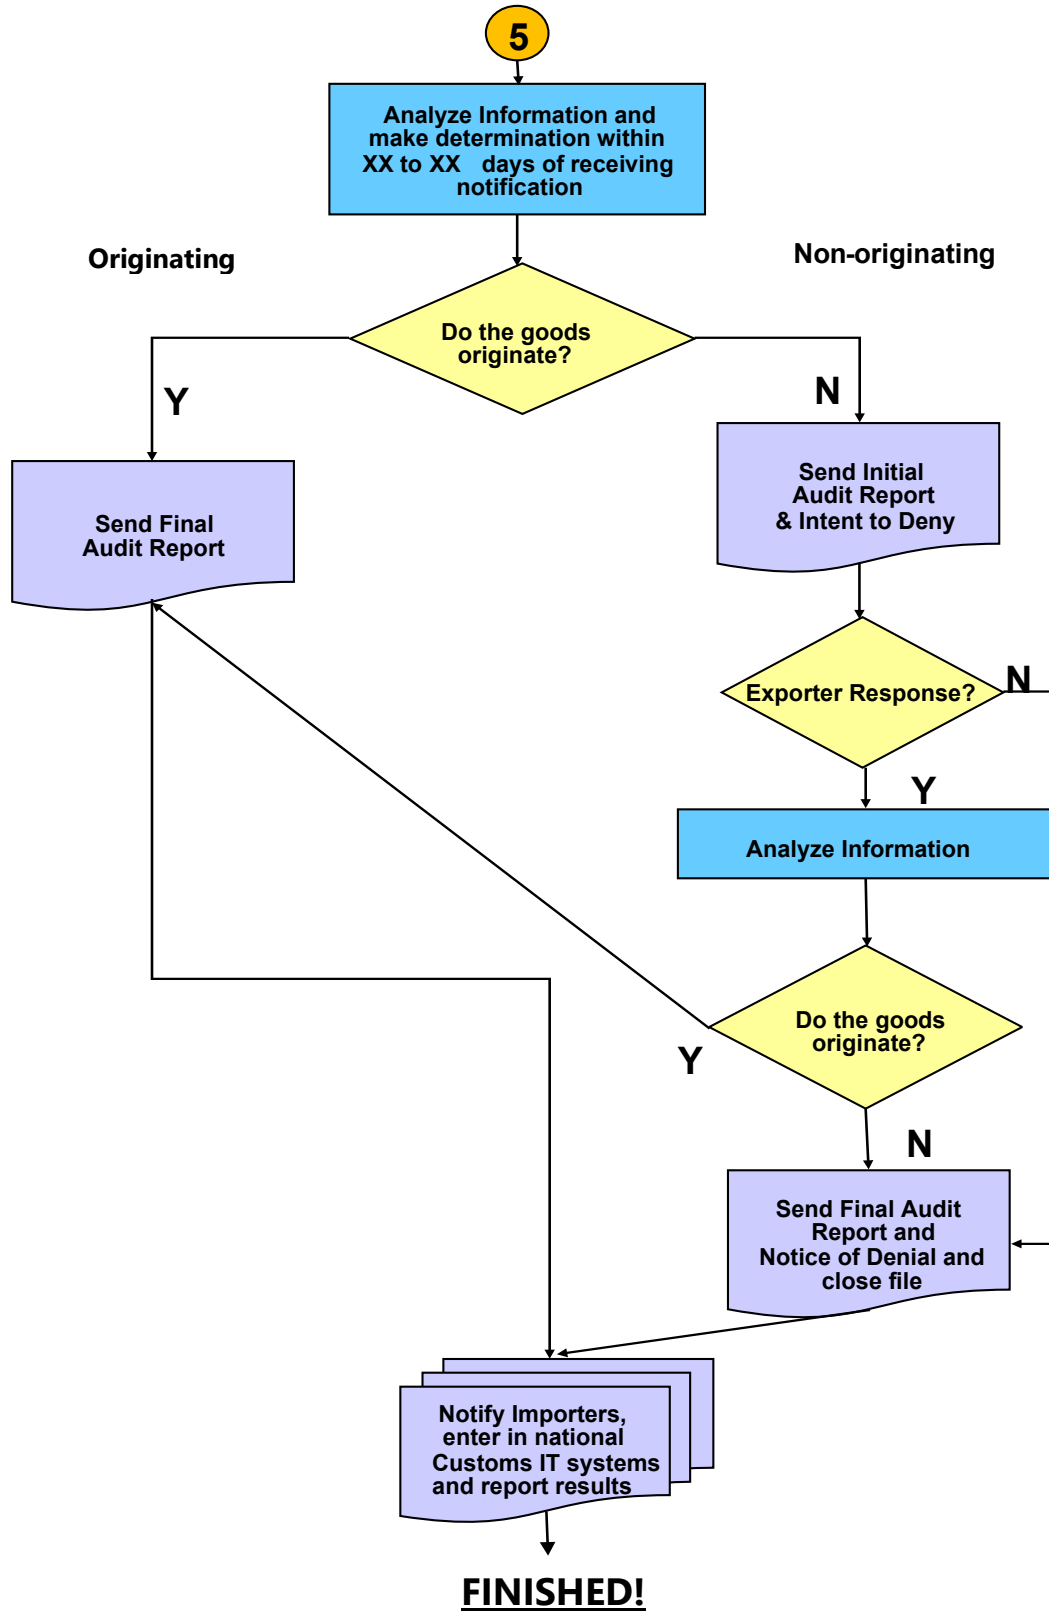 5
Analyze Information and
make determination within
XX to XX days of receiving
notification
Originating
Non-originating
Do the goods
originate?
Y
N
Send Initial
Audit Report
& Intent to Deny
Send Final
Audit Report
Exporter Response?
N
Y
Analyze Information
Do the goods
originate?
Y
N
Send Final Audit
Report and
Notice of Denial and
close file
Notify Importers,
enter in national
Customs IT systems
and report results
FINISHED!